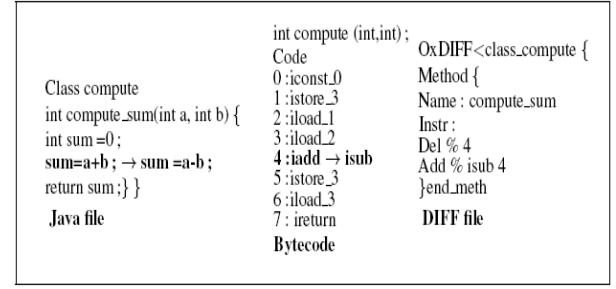 Class compute
int compute_sum(int a, int b) {
int sum =0 ;
sum=a+b ; → sum =a-b ;
return sum ;} }
Java file
int compute (int,int) ;
Code
0 :iconst_0
1 :istore_3
2 :iload_1
3 :iload_2
4 :iadd → isub
5 :istore_3
6 :iload_3
7 : ireturn
Bytecode
OxDIFF<class_compute {
Method {
Name : compute_sum
Instr :
Del % 4
Add % isub 4
}end_meth
DIFF file